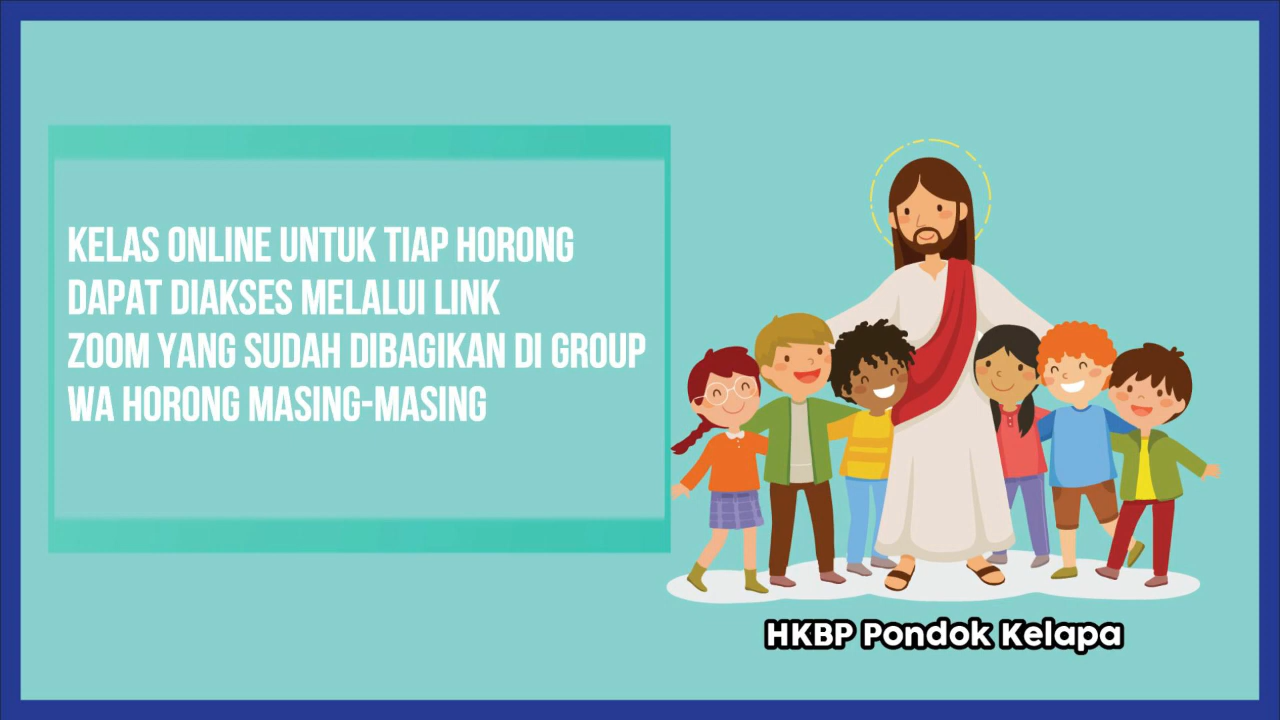 KELAS ONLINE UNTUK TIAP HORONG
DAPAT DIAKSES MELALUI LINK
ZOOM YANG SUDAH DIBAGIKAN DI GROUP
WA HORONG MASING-MASING
HKBP Pondok Kelapa